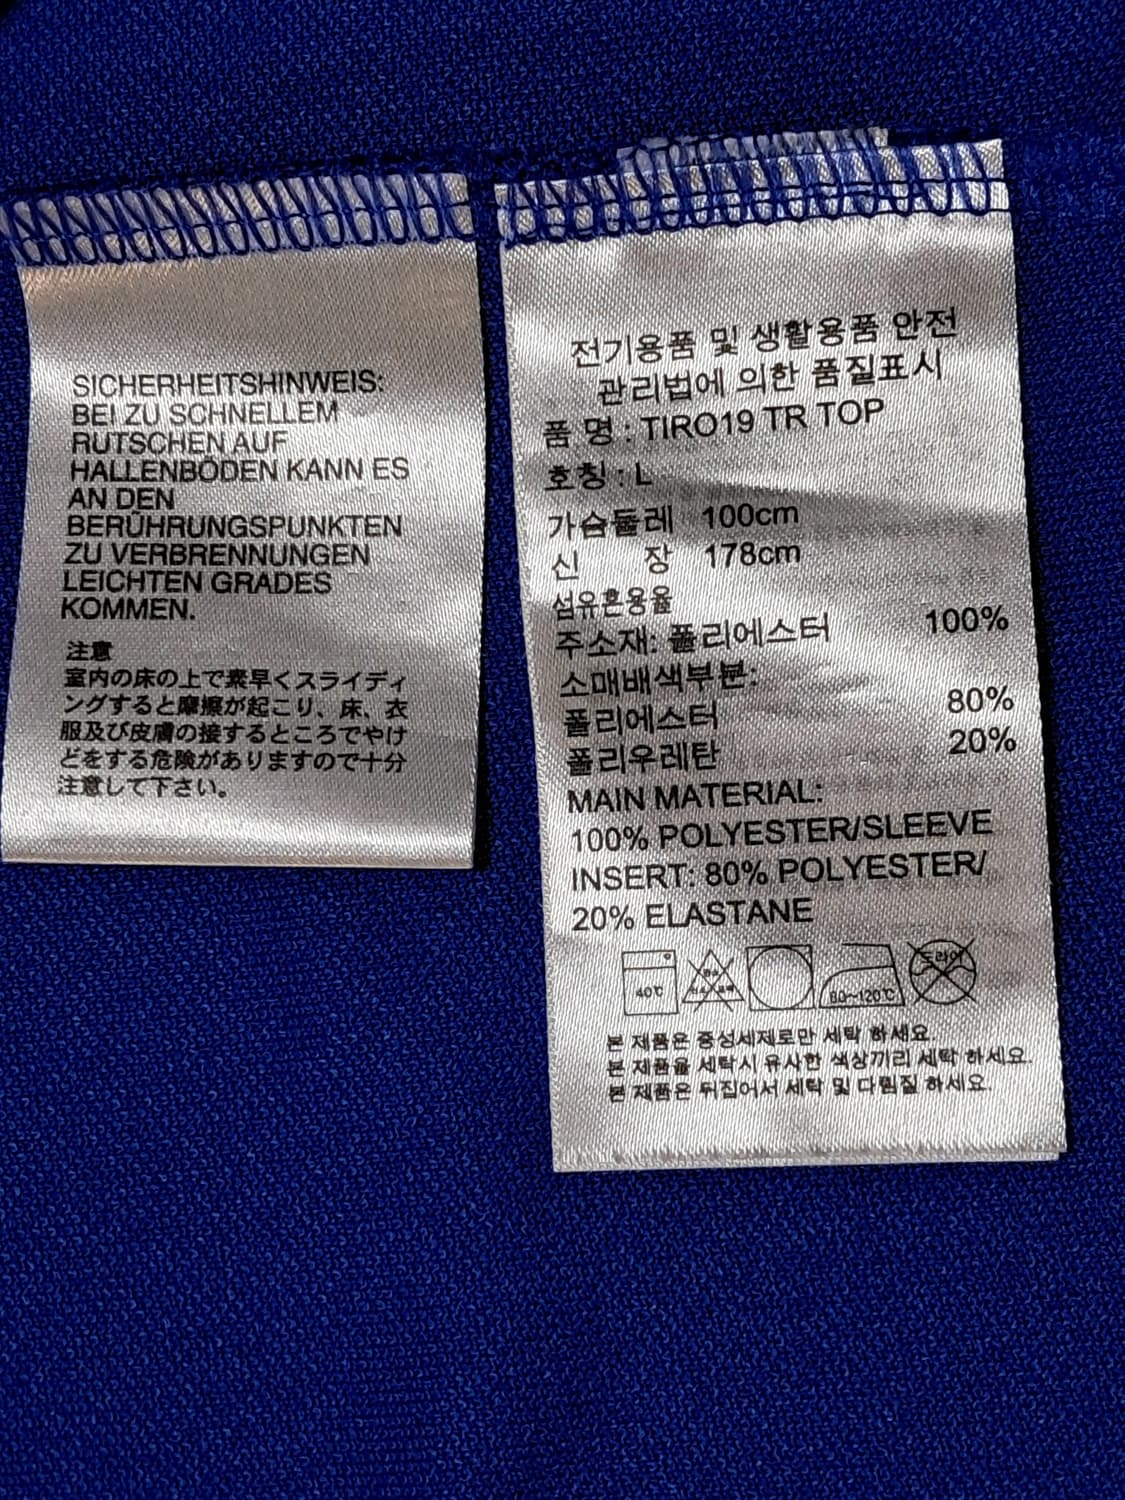 SICHERHEITSHINWEIS:
BEI ZU SCHNELLEM
RUTSCHEN AUF
HALLENBÖDEN KANN ES
AN DEN
BERÜHRUNGSPUNKTEN
ZU VERBRENNUNGEN
LEICHTEN GRADES
KOMMEN.
注意
室内の床の上で素早くスライディ
ングすると摩擦が起こり、床、衣
服及び皮膚の接するところでやけ
どをする危険がありますので十分
注意して下さい。
전기용품 및 생활용품 안전
관리법에 의한 품질표시
품 명 : TIRO19 TR TOP
호칭 : L
가슴둘레 100cm
신 장 178cm
섬유혼용율
주소재: 폴리에스터 100%
소매배색부분:
폴리에스터 80%
폴리우레탄 20%
MAIN MATERIAL:
100% POLYESTER/SLEEVE
INSERT: 80% POLYESTER/
20% ELASTANE
40℃ 80~120℃ 드라이
본 제품은 중성세제로만 세탁 하세요.
본 제품을 세탁시 유사한 색상끼리 세탁 하세요.
본 제품은 뒤집어서 세탁 및 다림질 하세요.